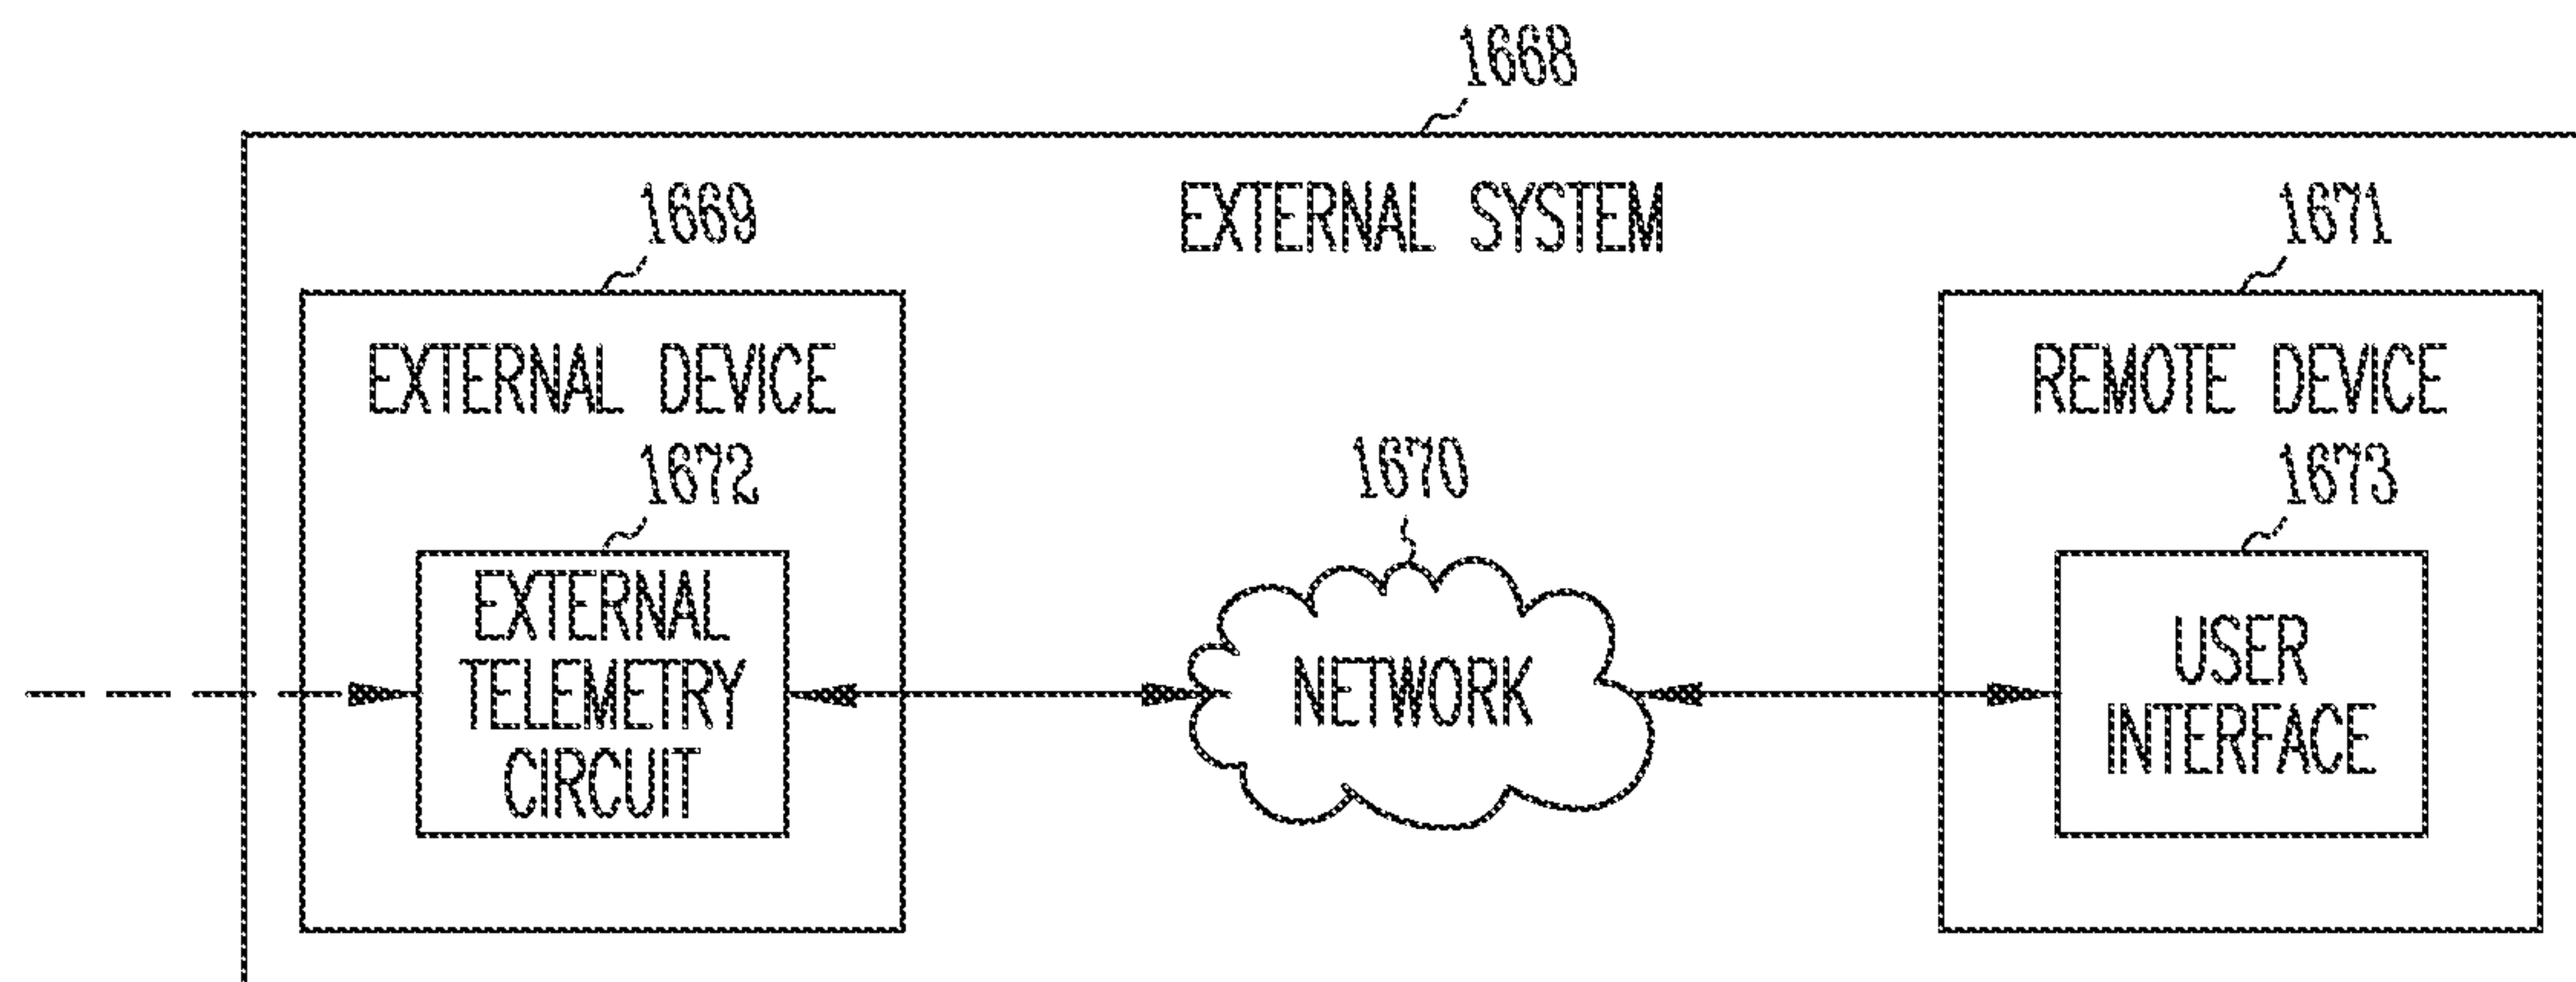 1668
EXTERNAL SYSTEM
1669
EXTERNAL DEVICE
1672
EXTERNAL
TELEMETRY
CIRCUIT
1670
NETWORK
1671
REMOTE DEVICE
1673
USER
INTERFACE